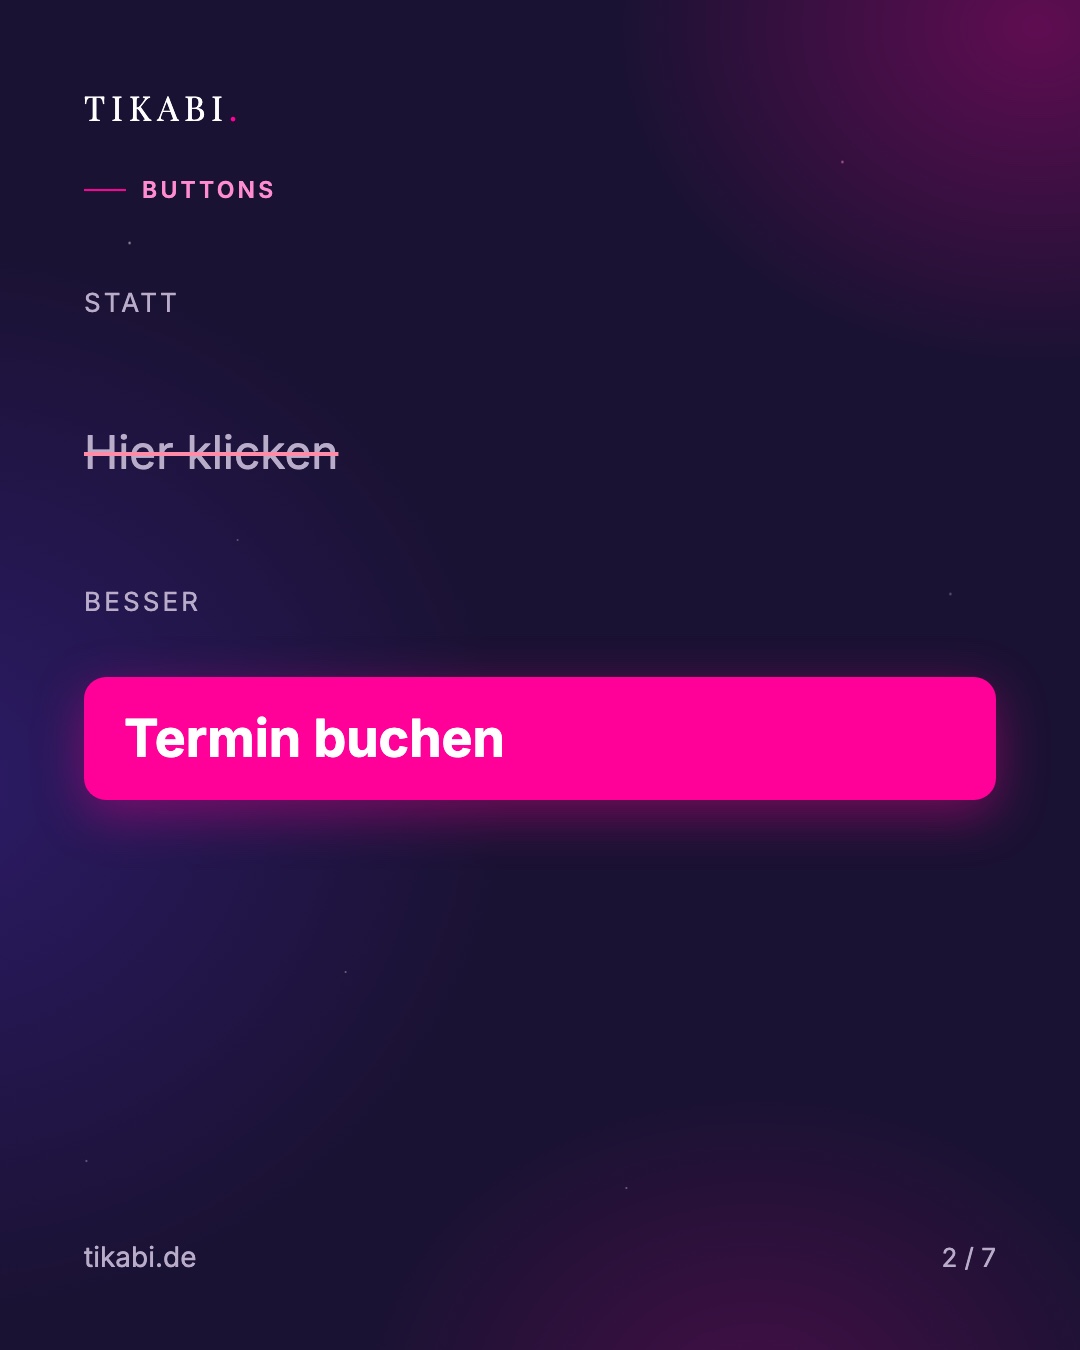 TIKABI.
BUTTONS
STATT
Hier klicken
BESSER
Termin buchen
tikabi.de
2 / 7